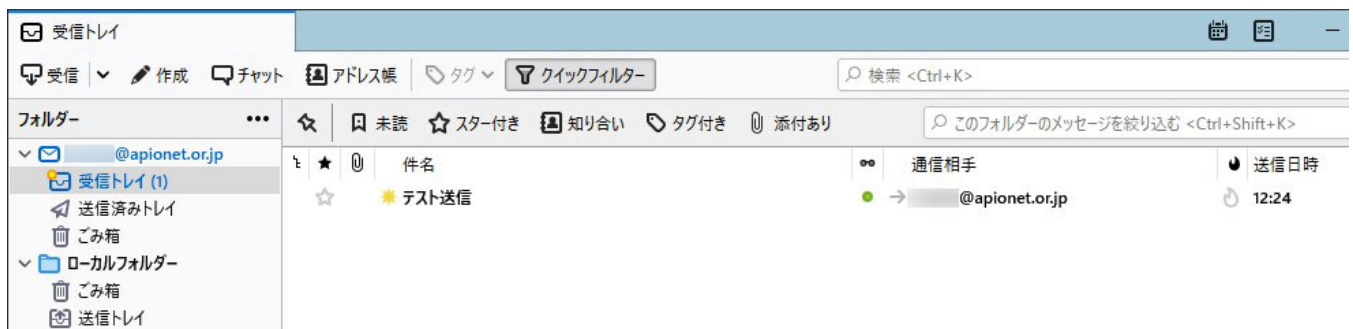 受信トレイ
受信 作成 チャット アドレス帳 タグ クイックフィルター 検索 <Ctrl+K>
フォルダー ••• 未読 スター付き 知り合い タグ付き 添付あり このフォルダーのメッセージを絞り込む <Ctrl+Shift+K>
@apionet.or.jp 件名 通信相手 送信日時
受信トレイ (1) テスト送信 @apionet.or.jp 12:24
送信済みトレイ
ごみ箱
ローカルフォルダー
ごみ箱
送信トレイ